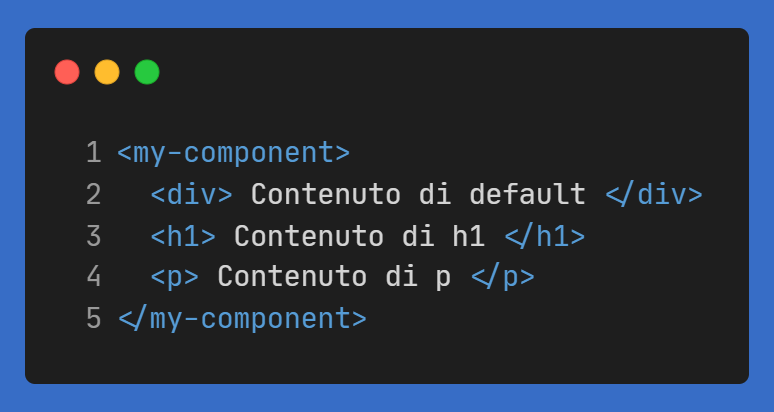 1 <my-component>
2 <div> Contenuto di default </div>
3 <h1> Contenuto di h1 </h1>
4 <p> Contenuto di p </p>
5 </my-component>